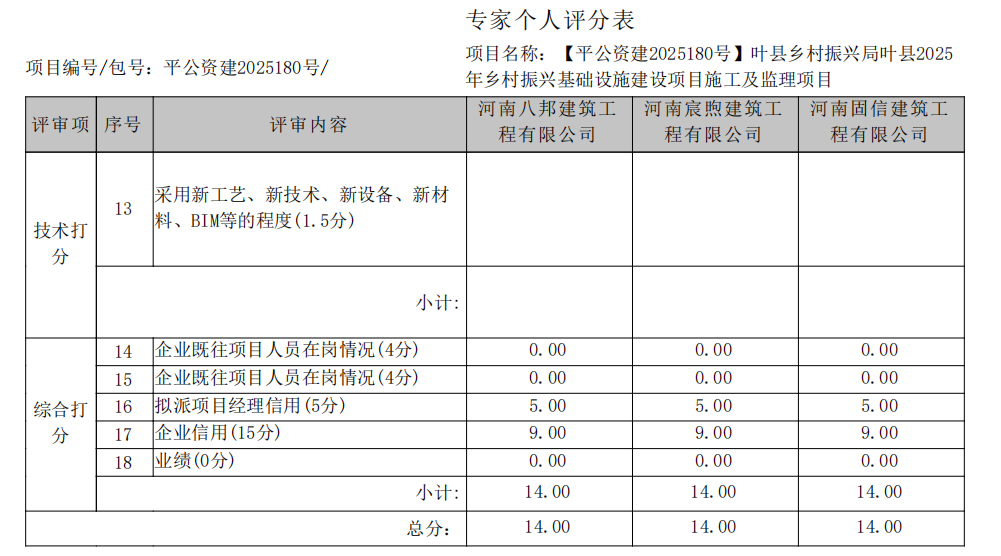 专家个人评分表
项目编号/包号: 平公资建2025180号/
项目名称: 【平公资建2025180号】叶县乡村振兴局叶县2025
年乡村振兴基础设施建设项目施工及监理项目
评审项 序号 评审内容 河南八邦建筑工 河南宸煦建筑工 河南固信建筑工
程有限公司 程有限公司 程有限公司
技术打
分
13 采用新工艺、新技术、新设备、新材
料、BIM等的程度(1.5分)
小计:
综合打
分
14 企业既往项目人员在岗情况(4分) 0.00 0.00 0.00
15 企业既往项目人员在岗情况(4分) 0.00 0.00 0.00
16 拟派项目经理信用(5分) 5.00 5.00 5.00
17 企业信用(15分) 9.00 9.00 9.00
18 业绩(0分) 0.00 0.00 0.00
小计: 14.00 14.00 14.00
总分: 14.00 14.00 14.00